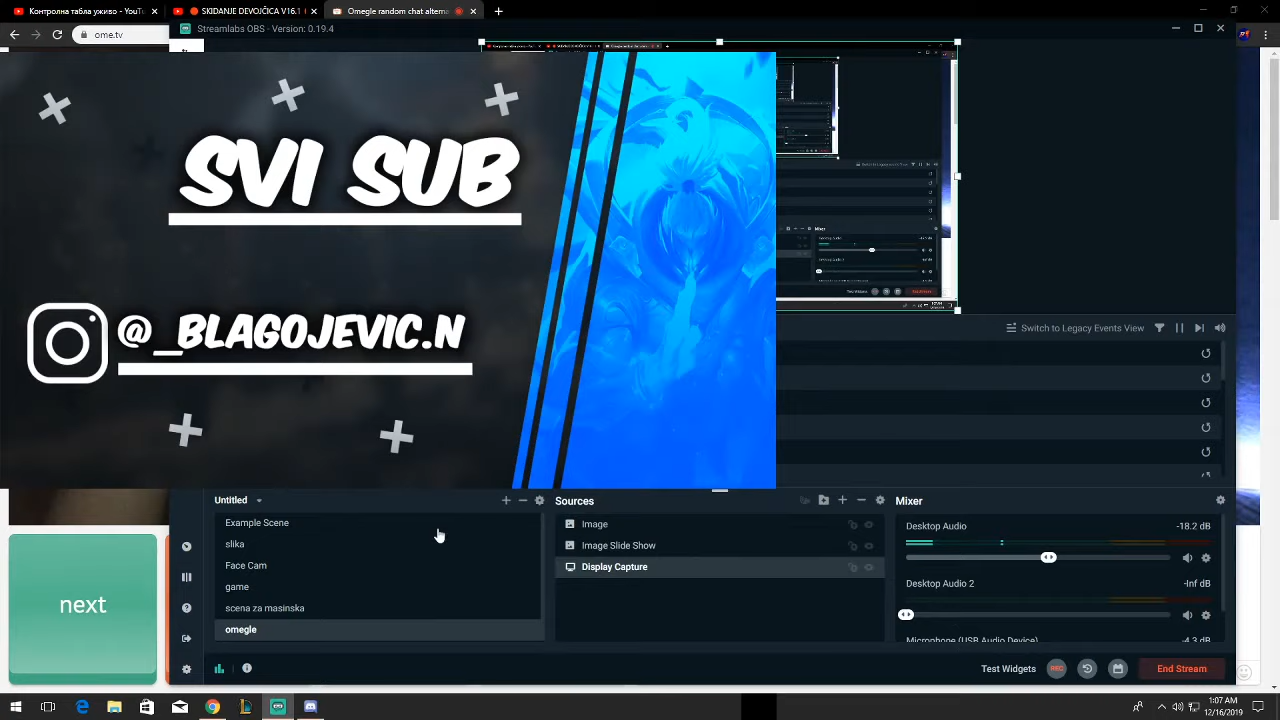 Контролна табла уживо - YouTu
SKIDANJE DEVOJČICA V16.1
Omegle random chat alterna
ome.tv
Streamlabs OBS - Version: 0.19.4
SVI SUB
@_BLAGOJEVIC.N
Switch to Legacy Events View
Untitled
Example Scene
slika
Face Cam
game
scena za masinska
omegle
Sources
Image
Image Slide Show
Display Capture
Mixer
Desktop Audio
-18.2 dB
Desktop Audio 2
-Inf dB
Microphone (USB Audio Device)
-4.3 dB
next
Test Widgets
REC
End Stream
1:07 AM
12/16/2019